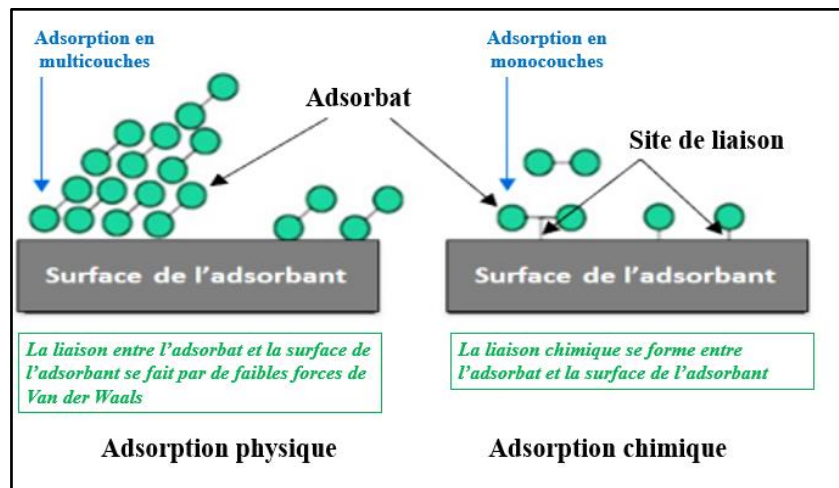 Adsorption en
multicouches
Adsorption en
monocouches
Adsorbat
Site de liaison
Surface de l'adsorbant
Surface de l'adsorbant
La liaison entre l'adsorbat et la surface de
l'adsorbant se fait par de faibles forces de
Van der Waals
La liaison chimique se forme entre
l'adsorbat et la surface de l'adsorbant
Adsorption physique
Adsorption chimique